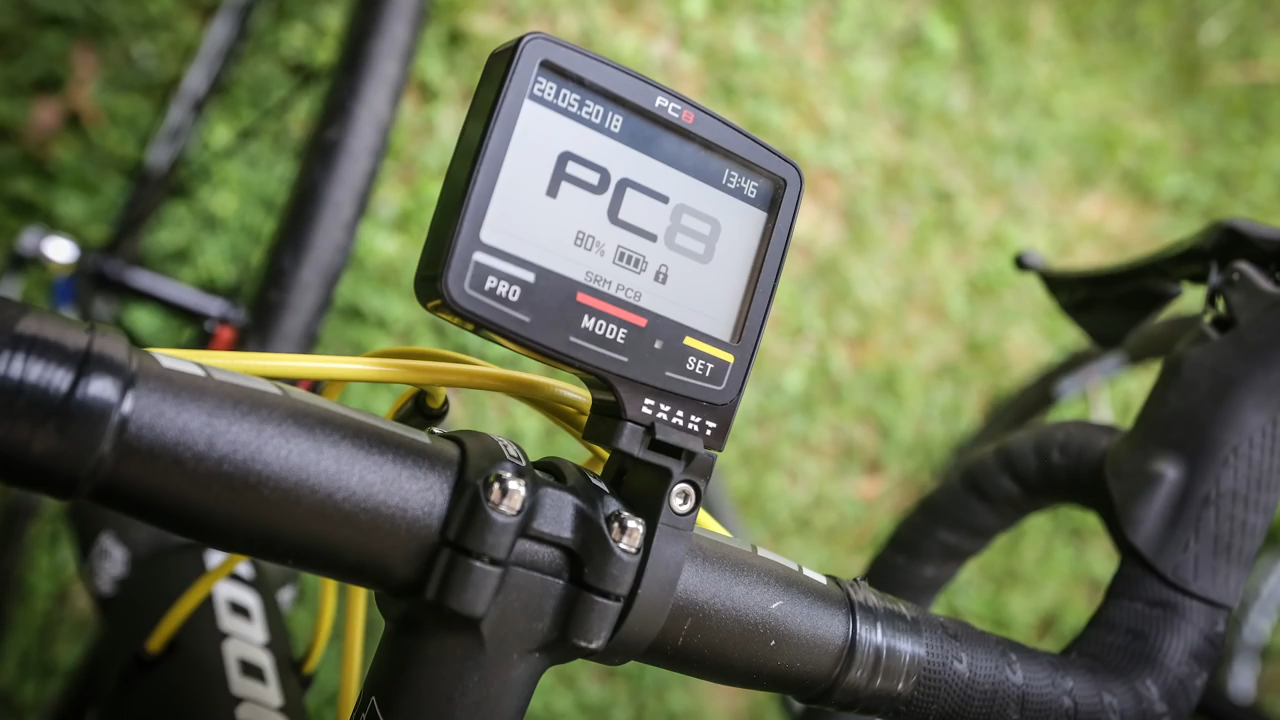 PC8
28.05.2018
13:46
PC8
80%
SRM PC8
PRO
MODE
SET
EXAKT